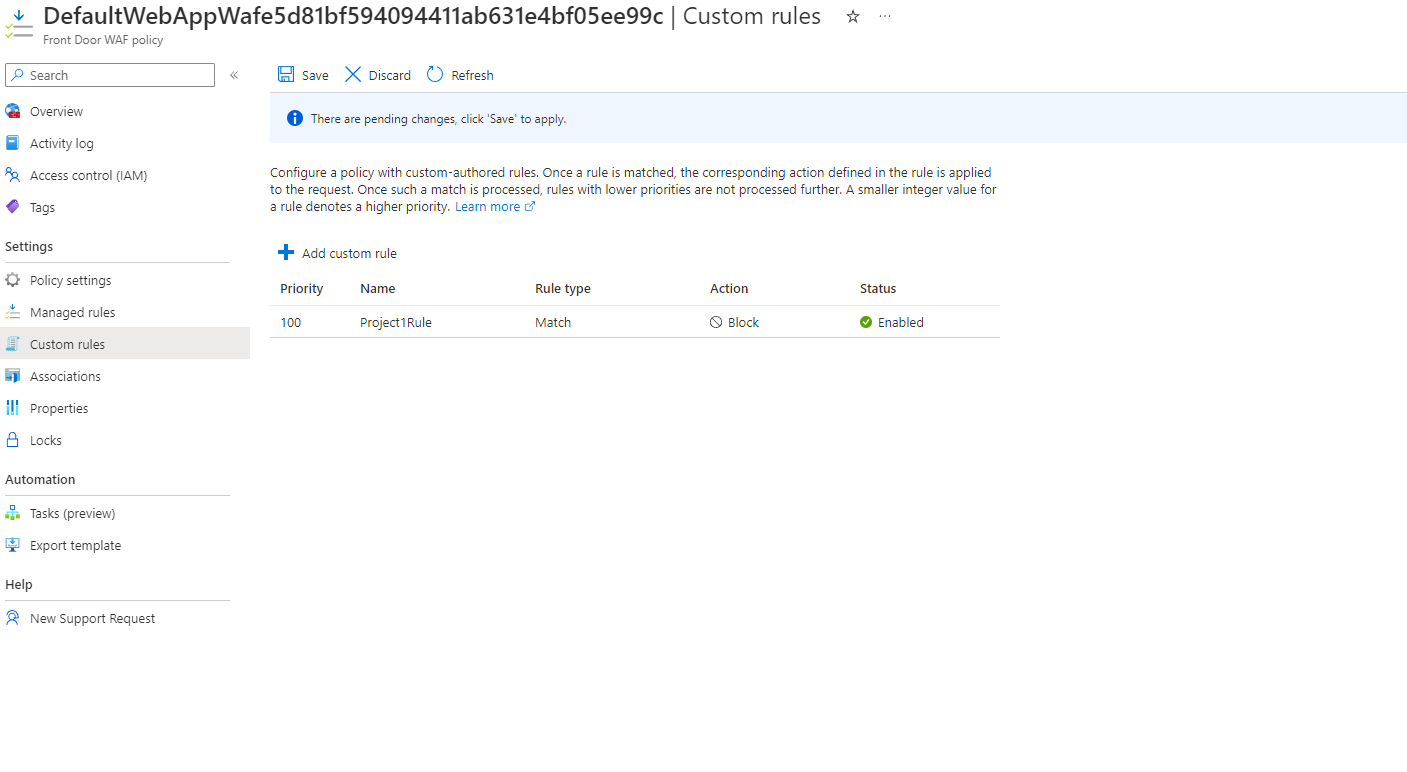 DefaultWebAppWafe5d81bf594094411ab631e4bf05ee99c | Custom rules
Front Door WAF policy
Search
Save
Discard
Refresh
Overview
Activity log
Access control (IAM)
Tags
Settings
Policy settings
Managed rules
Custom rules
Associations
Properties
Locks
Automation
Tasks (preview)
Export template
Help
New Support Request
There are pending changes, click 'Save' to apply.
Configure a policy with custom-authored rules. Once a rule is matched, the corresponding action defined in the rule is applied
to the request. Once such a match is processed, rules with lower priorities are not processed further. A smaller integer value for
a rule denotes a higher priority. Learn more
Add custom rule
Priority Name Rule type Action Status
100 Project1Rule Match Block Enabled